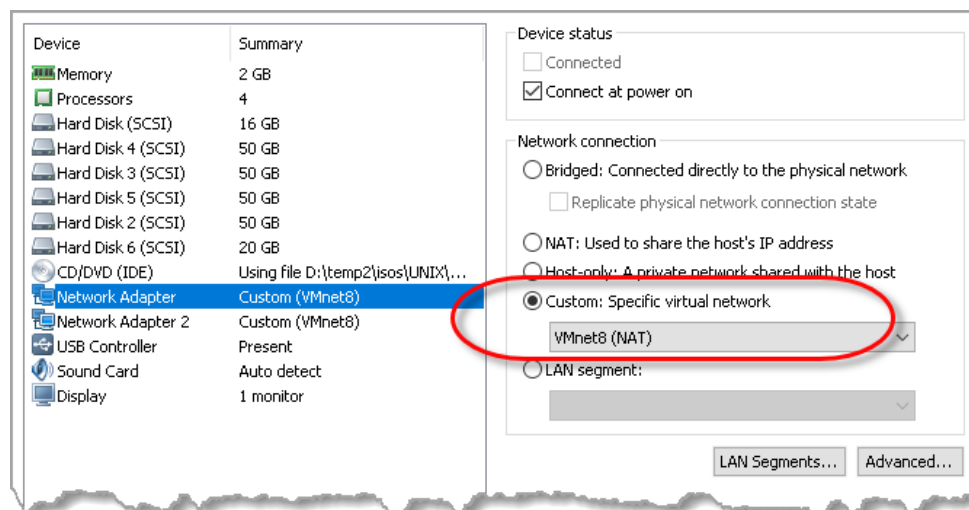 Device Summary
Memory 2 GB
Processors 4
Hard Disk (SCSI) 16 GB
Hard Disk 4 (SCSI) 50 GB
Hard Disk 3 (SCSI) 50 GB
Hard Disk 5 (SCSI) 50 GB
Hard Disk 2 (SCSI) 50 GB
Hard Disk 6 (SCSI) 20 GB
CD/DVD (IDE) Using file D:\temp2\isos\UNIX\...
Network Adapter Custom (VMnet8)
Network Adapter 2 Custom (VMnet8)
USB Controller Present
Sound Card Auto detect
Display 1 monitor
Device status
Connected
Connect at power on
Network connection
Bridged: Connected directly to the physical network
Replicate physical network connection state
NAT: Used to share the host's IP address
Host-only: A private network shared with the host
Custom: Specific virtual network
VMnet8 (NAT)
LAN segment:
LAN Segments... Advanced...